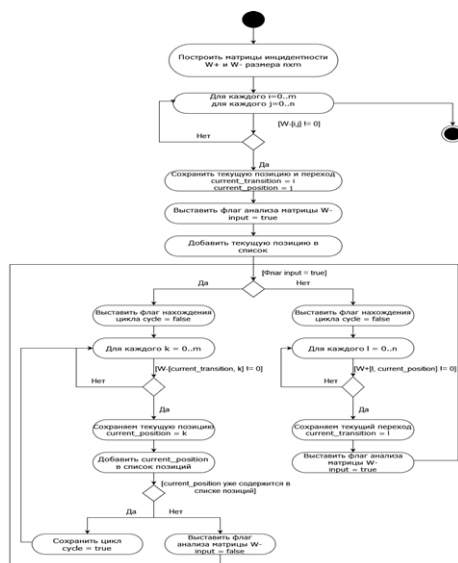 Построить матрицы инцидентности
W+ и W- размера nxm
Для каждого i=0..m
для каждого j=0..n
[W-[i,j] != 0]
Нет
Да
Сохранить текущую позицию и переход
current_transition = i
current_position = j
Выставить флаг анализа матрицы W-
input = true
Добавить текущую позицию в
список
[Флаг input = true]
Да
Нет
Выставить флаг нахождения
цикла cycle = false
Выставить флаг нахождения
цикла cycle = false
Для каждого k = 0..m
Для каждого l = 0..n
[W-[current_transition, k] != 0]
[W+[l, current_position] != 0]
Нет
Нет
Да
Да
Сохраняем текущую позицию
current_position = k
Сохраняем текущий переход
current_transition = l
Добавить current_position
в список позиций
Выставить флаг анализа
матрицы W-
input = true
[current_position уже содержится в
списке позиций]
Да
Нет
Сохранить цикл
cycle = true
Выставить флаг
анализа матрицы W-
input = false